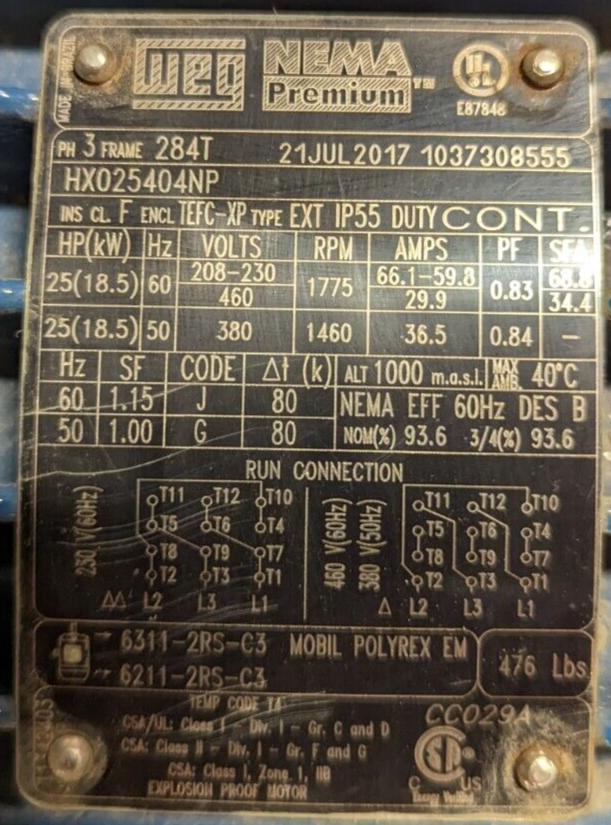 WEG NEMA Premium™ UL
E87848
PH 3 FRAME 284T 21JUL2017 1037308555
HX025404NP
INS CL. F ENCL TEFC-XP TYPE EXT IP55 DUTY CONT.
HP(kW) Hz VOLTS RPM AMPS PF SFA
25(18.5) 60 208-230 1775 66.1-59.8 0.83 68.8
460 29.9 34.4
25(18.5) 50 380 1460 36.5 0.84 -
Hz SF CODE Δt (k) ALT 1000 m.a.s.l. MAX AMB. 40°C
60 1.15 J 80 NEMA EFF 60Hz DES B
50 1.00 G 80 NOM(%) 93.6 3/4(%) 93.6
RUN CONNECTION
230 V(60Hz)
T11 T12 T10
T5 T6 T4
T8 T9 T7
T2 T3 T1
ΔΔ L2 L3 L1
460 V(60Hz)
380 V(50Hz)
T11 T12 T10
T5 T6 T4
T8 T9 T7
T2 T3 T1
Δ L2 L3 L1
6311-2RS-C3 MOBIL POLYREX EM
6211-2RS-C3
476 Lbs
TEMP CODE T4
CC029A
CSA/UL: Class I - Div. I - Gr. C and D
CSA: Class II - Div. I - Gr. F and G
CSA: Class I, Zone 1, IIB
EXPLOSION PROOF MOTOR
C US
Energy Verified